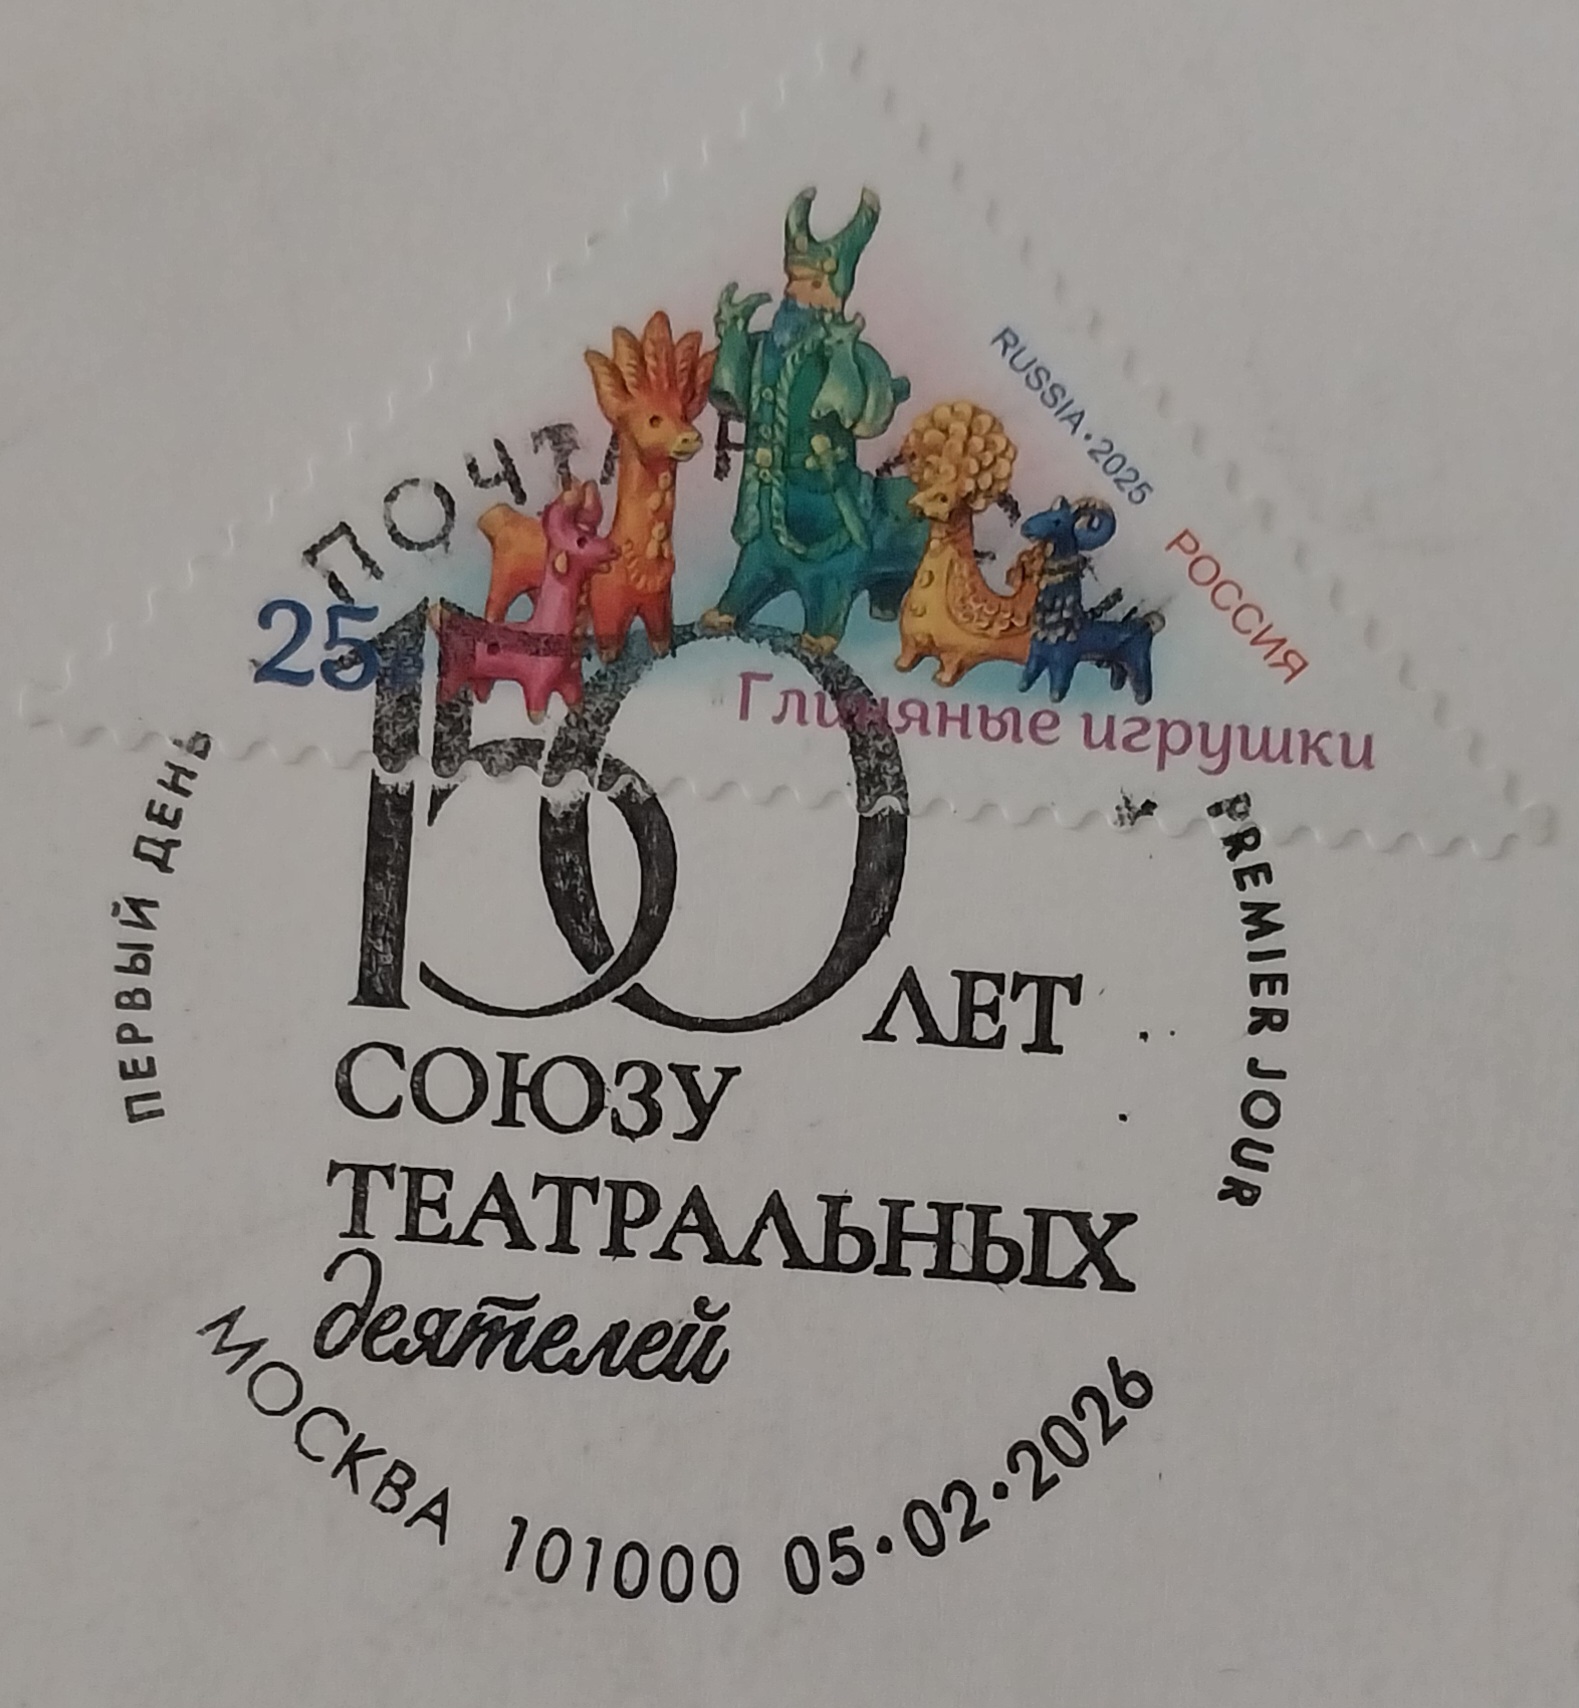 RUSSIA•2025
РОССИЯ
25
Глиняные игрушки
ПОЧТА РОССИИ
ПЕРВЫЙ ДЕНЬ
PREMIER JOUR
150 ЛЕТ
СОЮЗУ
ТЕАТРАЛЬНЫХ
деятелей
МОСКВА 101000 05•02•2026